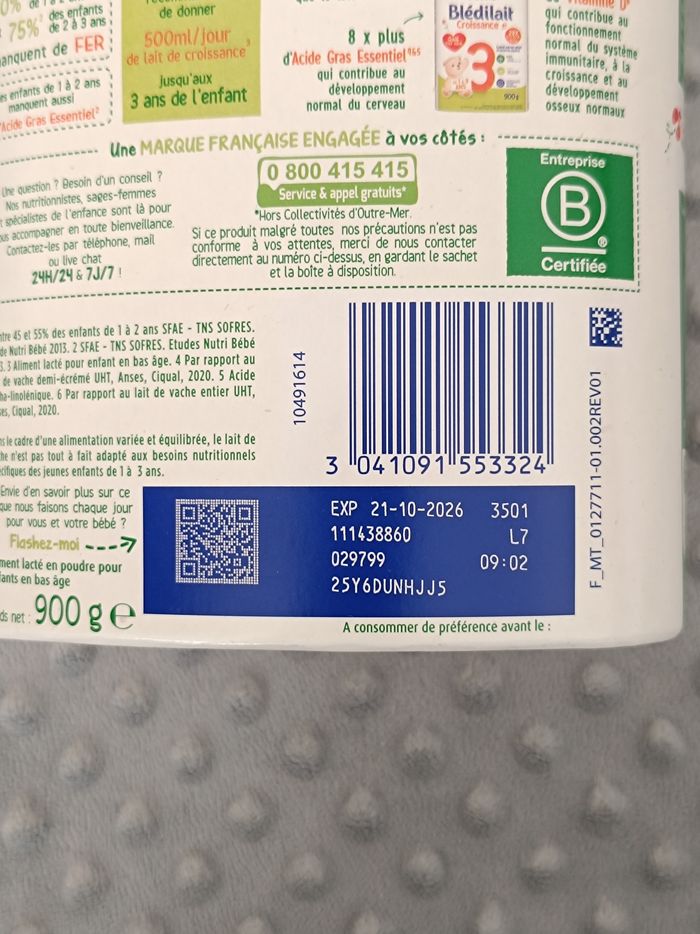 des enfants
75% de 2 à 3 ans
manquent de FER
enfants de 1 à 2 ans
manquent aussi
Acide Gras Essentiel²
de donner
500ml/jour
de lait de croissance³
jusqu'aux
3 ans de l'enfant
8 x plus
d'Acide Gras Essentiel
qui contribue au
développement
normal du cerveau
Blédilait
Croissance+
3
900g
qui contribue au
fonctionnement
normal du système
immunitaire, à la
croissance et au
développement
osseux normaux
Une MARQUE FRANÇAISE ENGAGÉE à vos côtés :
Une question ? Besoin d'un conseil ?
Nos nutritionnistes, sages-femmes
spécialistes de l'enfance sont là pour
accompagner en toute bienveillance.
Contactez-les par téléphone, mail
ou live chat
24H/24 & 7J/7 !
0 800 415 415
Service & appel gratuits*
*Hors Collectivités d'Outre-Mer.
Si ce produit malgré toutes nos précautions n'est pas
conforme à vos attentes, merci de nous contacter
directement au numéro ci-dessus, en gardant le sachet
et la boîte à disposition.
Entreprise
B
®
Certifiée
45 et 55% des enfants de 1 à 2 ans SFAE - TNS SOFRES.
de Nutri Bébé 2013. 2 SFAE - TNS SOFRES. Etudes Nutri Bébé
3 Aliment lacté pour enfant en bas âge. 4 Par rapport au
de vache demi-écrémé UHT, Anses, Ciqual, 2020. 5 Acide
-linolénique. 6 Par rapport au lait de vache entier UHT,
Ciqual, 2020.
le cadre d'une alimentation variée et équilibrée, le lait de
n'est pas tout à fait adapté aux besoins nutritionnels
des jeunes enfants de 1 à 3 ans.
10491614
3 041091 553324
F_MT_0127711-01.002REV01
Envie d'en savoir plus sur ce
que nous faisons chaque jour
pour vous et votre bébé ?
Flashez-moi
lacté en poudre pour
en bas âge
net : 900 g e
EXP 21-10-2026 3501
111438860 L7
029799 09:02
25Y6DUNHJJ5
A consommer de préférence avant le :